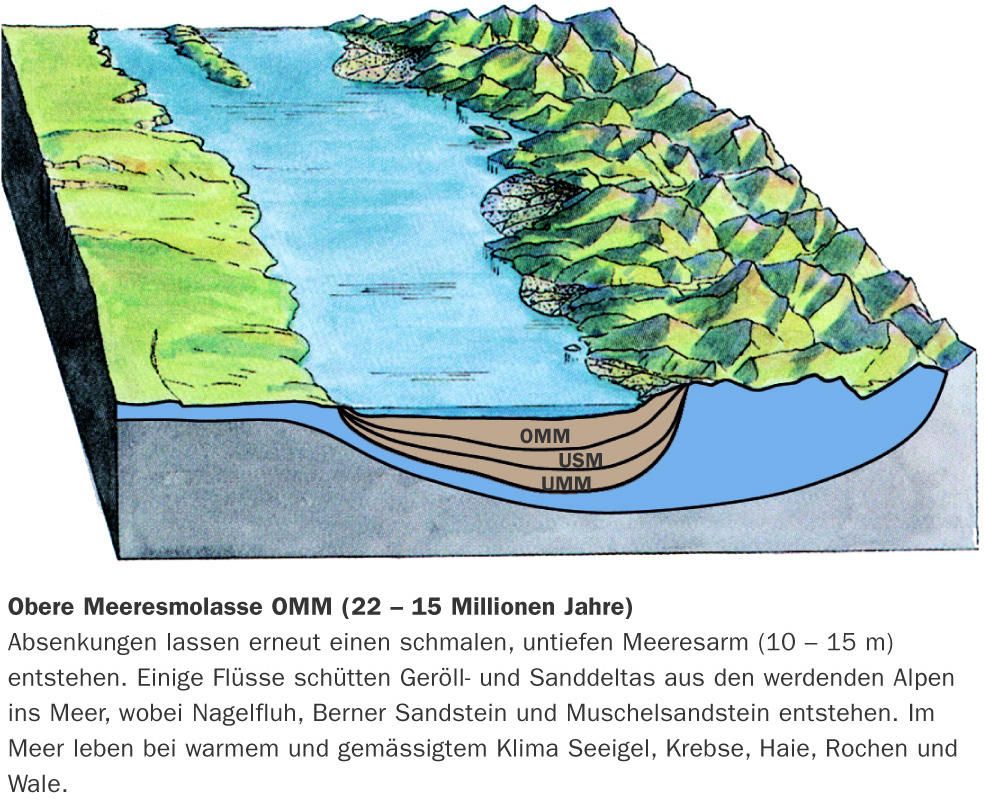 OMM
USM
UMM
Obere Meeresmolasse OMM (22 – 15 Millionen Jahre)
Absenkungen lassen erneut einen schmalen, untiefen Meeresarm (10 – 15 m)
entstehen. Einige Flüsse schütten Geröll- und Sanddeltas aus den werdenden Alpen
ins Meer, wobei Nagelfluh, Berner Sandstein und Muschelsandstein entstehen. Im
Meer leben bei warmem und gemässigtem Klima Seeigel, Krebse, Haie, Rochen und
Wale.